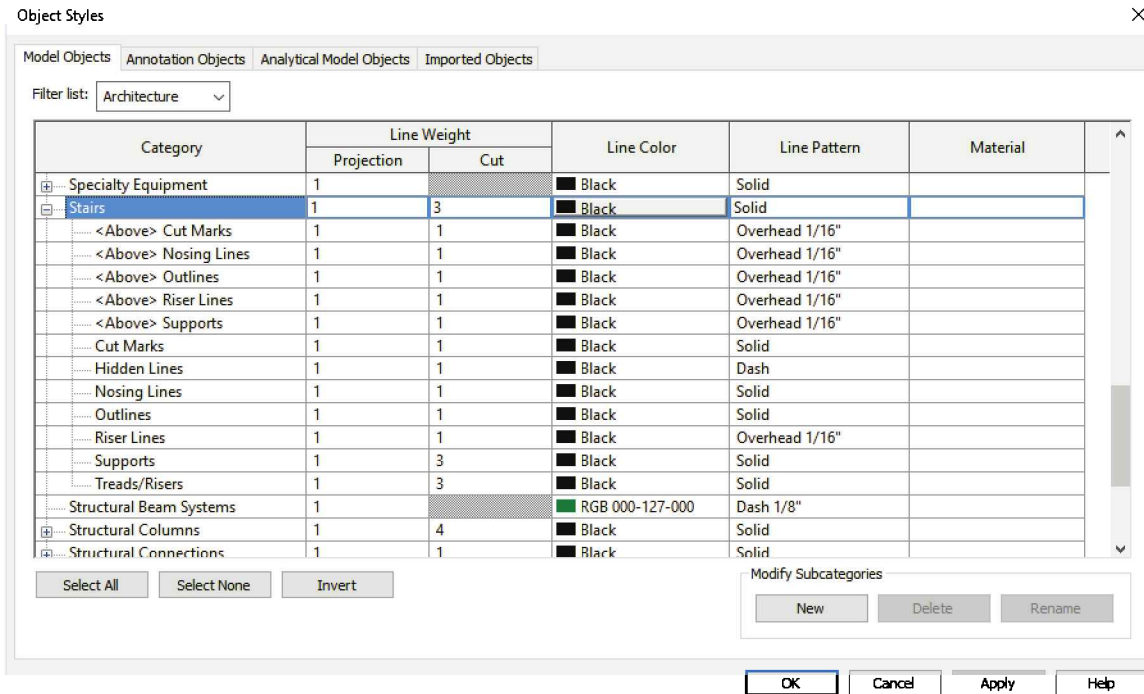 Object Styles
Model Objects Annotation Objects Analytical Model Objects Imported Objects
Filter list: Architecture
Category Line Weight Line Color Line Pattern Material
Projection Cut
Specialty Equipment 1 Black Solid
Stairs 1 3 Black Solid
<Above> Cut Marks 1 1 Black Overhead 1/16"
<Above> Nosing Lines 1 1 Black Overhead 1/16"
<Above> Outlines 1 1 Black Overhead 1/16"
<Above> Riser Lines 1 1 Black Overhead 1/16"
<Above> Supports 1 1 Black Overhead 1/16"
Cut Marks 1 1 Black Solid
Hidden Lines 1 1 Black Dash
Nosing Lines 1 1 Black Solid
Outlines 1 1 Black Solid
Riser Lines 1 1 Black Overhead 1/16"
Supports 1 3 Black Solid
Treads/Risers 1 3 Black Solid
Structural Beam Systems 1 RGB 000-127-000 Dash 1/8"
Structural Columns 1 4 Black Solid
Structural Connections 1 1 Black Solid
Select All Select None Invert
Modify Subcategories
New Delete Rename
OK Cancel Apply Help